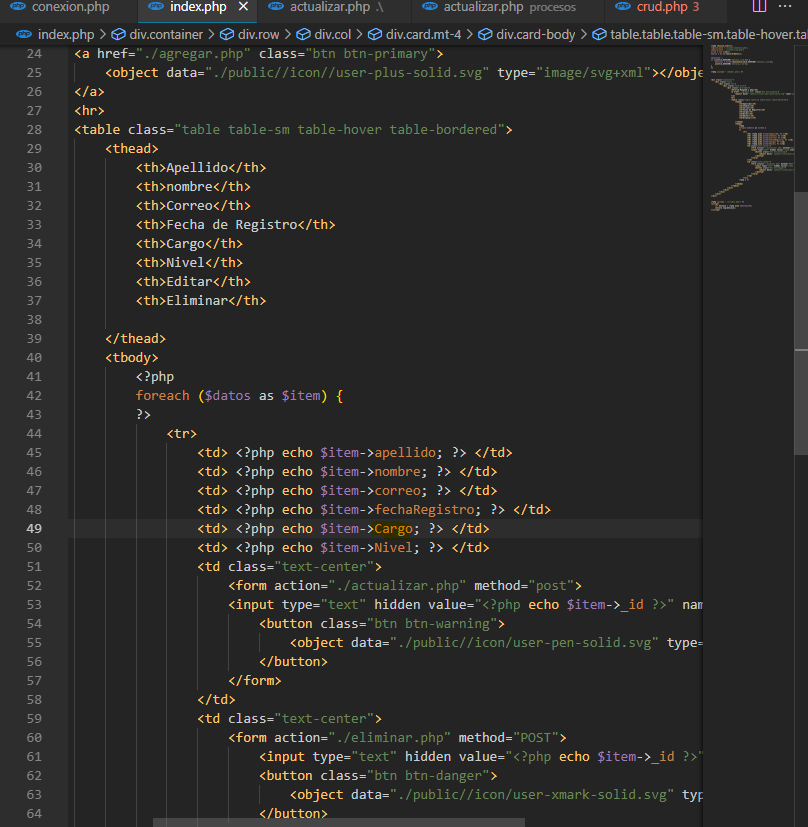 conexion.php index.php × actualizar.php .\ actualizar.php procesos crud.php 3 ...
index.php > div.container > div.row > div.col > div.card.mt-4 > div.card-body > table.table.table-sm.table-hover.ta
24 <a href="./agregar.php" class="btn btn-primary">
25 <object data="./public//icon//user-plus-solid.svg" type="image/svg+xml"></obje
26 </a>
27 <hr>
28 <table class="table table-sm table-hover table-bordered">
29 <thead>
30 <th>Apellido</th>
31 <th>nombre</th>
32 <th>Correo</th>
33 <th>Fecha de Registro</th>
34 <th>Cargo</th>
35 <th>Nivel</th>
36 <th>Editar</th>
37 <th>Eliminar</th>
38
39 </thead>
40 <tbody>
41 <?php
42 foreach ($datos as $item) {
43 ?>
44 <tr>
45 <td> <?php echo $item->apellido; ?> </td>
46 <td> <?php echo $item->nombre; ?> </td>
47 <td> <?php echo $item->correo; ?> </td>
48 <td> <?php echo $item->fechaRegistro; ?> </td>
49 <td> <?php echo $item->Cargo; ?> </td>
50 <td> <?php echo $item->Nivel; ?> </td>
51 <td class="text-center">
52 <form action="./actualizar.php" method="post">
53 <input type="text" hidden value="<?php echo $item->_id ?>" nam
54 <button class="btn btn-warning">
55 <object data="./public//icon/user-pen-solid.svg" type=
56 </button>
57 </form>
58 </td>
59 <td class="text-center">
60 <form action="./eliminar.php" method="POST">
61 <input type="text" hidden value="<?php echo $item->_id ?>"
62 <button class="btn btn-danger">
63 <object data="./public//icon/user-xmark-solid.svg" typ
64 </button>